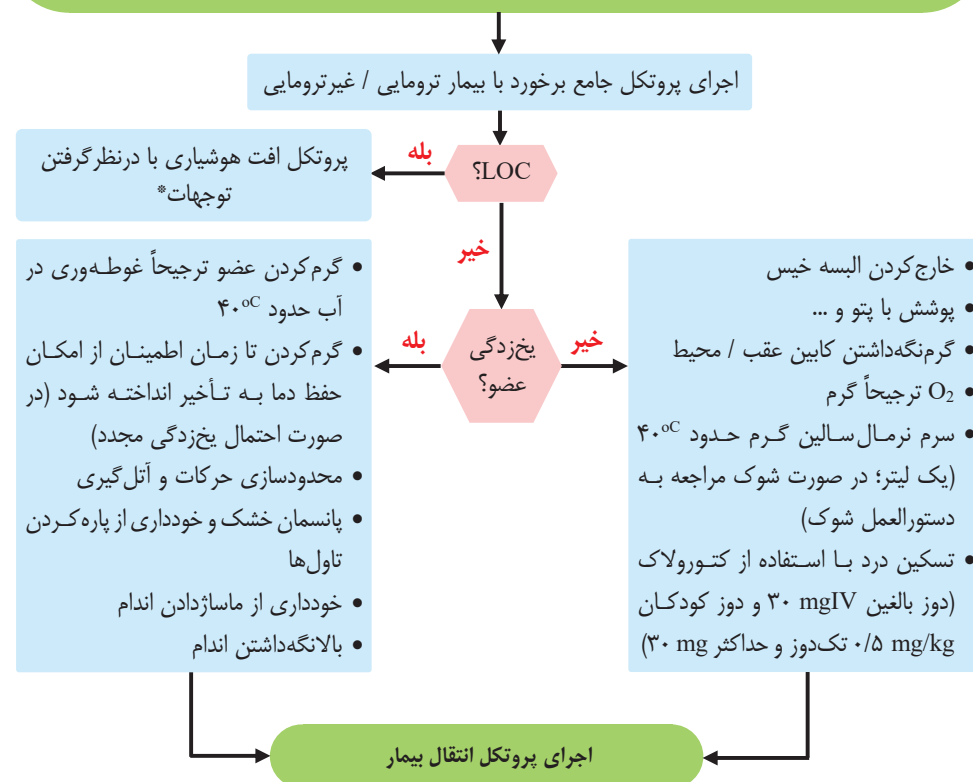 اجرای پروتکل جامع برخورد با بیمار ترومایی / غیرترومایی
LOC؟
بله
پروتکل افت هوشیاری با درنظرگرفتن
توجهات*
خیر
یخ‌زدگی
عضو؟
خیر
بله
• خارج‌کردن البسه خیس
• پوشش با پتو و ...
• گرم‌نگه‌داشتن کابین عقب / محیط
• O₂ ترجیحاً گرم
• سرم نرمال‌سالین گرم حدود ۴۰°C
(یک لیتر؛ در صورت شوک مراجعه به
دستورالعمل شوک)
• تسکین درد با استفاده از کتورولاک
(دوز بالغین ۳۰ mgIV و دوز کودکان
۰/۵ mg/kg تک‌دوز و حداکثر ۳۰ mg)
• گرم‌کردن عضو ترجیحاً غوطه‌وری در
آب حدود ۴۰°C
• گرم‌کردن تا زمان اطمینان از امکان
حفظ دما به تأخیر انداخته شود (در
صورت احتمال یخ‌زدگی مجدد)
• محدودسازی حرکات و آتل‌گیری
• پانسمان خشک و خودداری از پاره‌کردن
تاول‌ها
• خودداری از ماساژدادن اندام
• بالانگه‌داشتن اندام
اجرای پروتکل انتقال بیمار